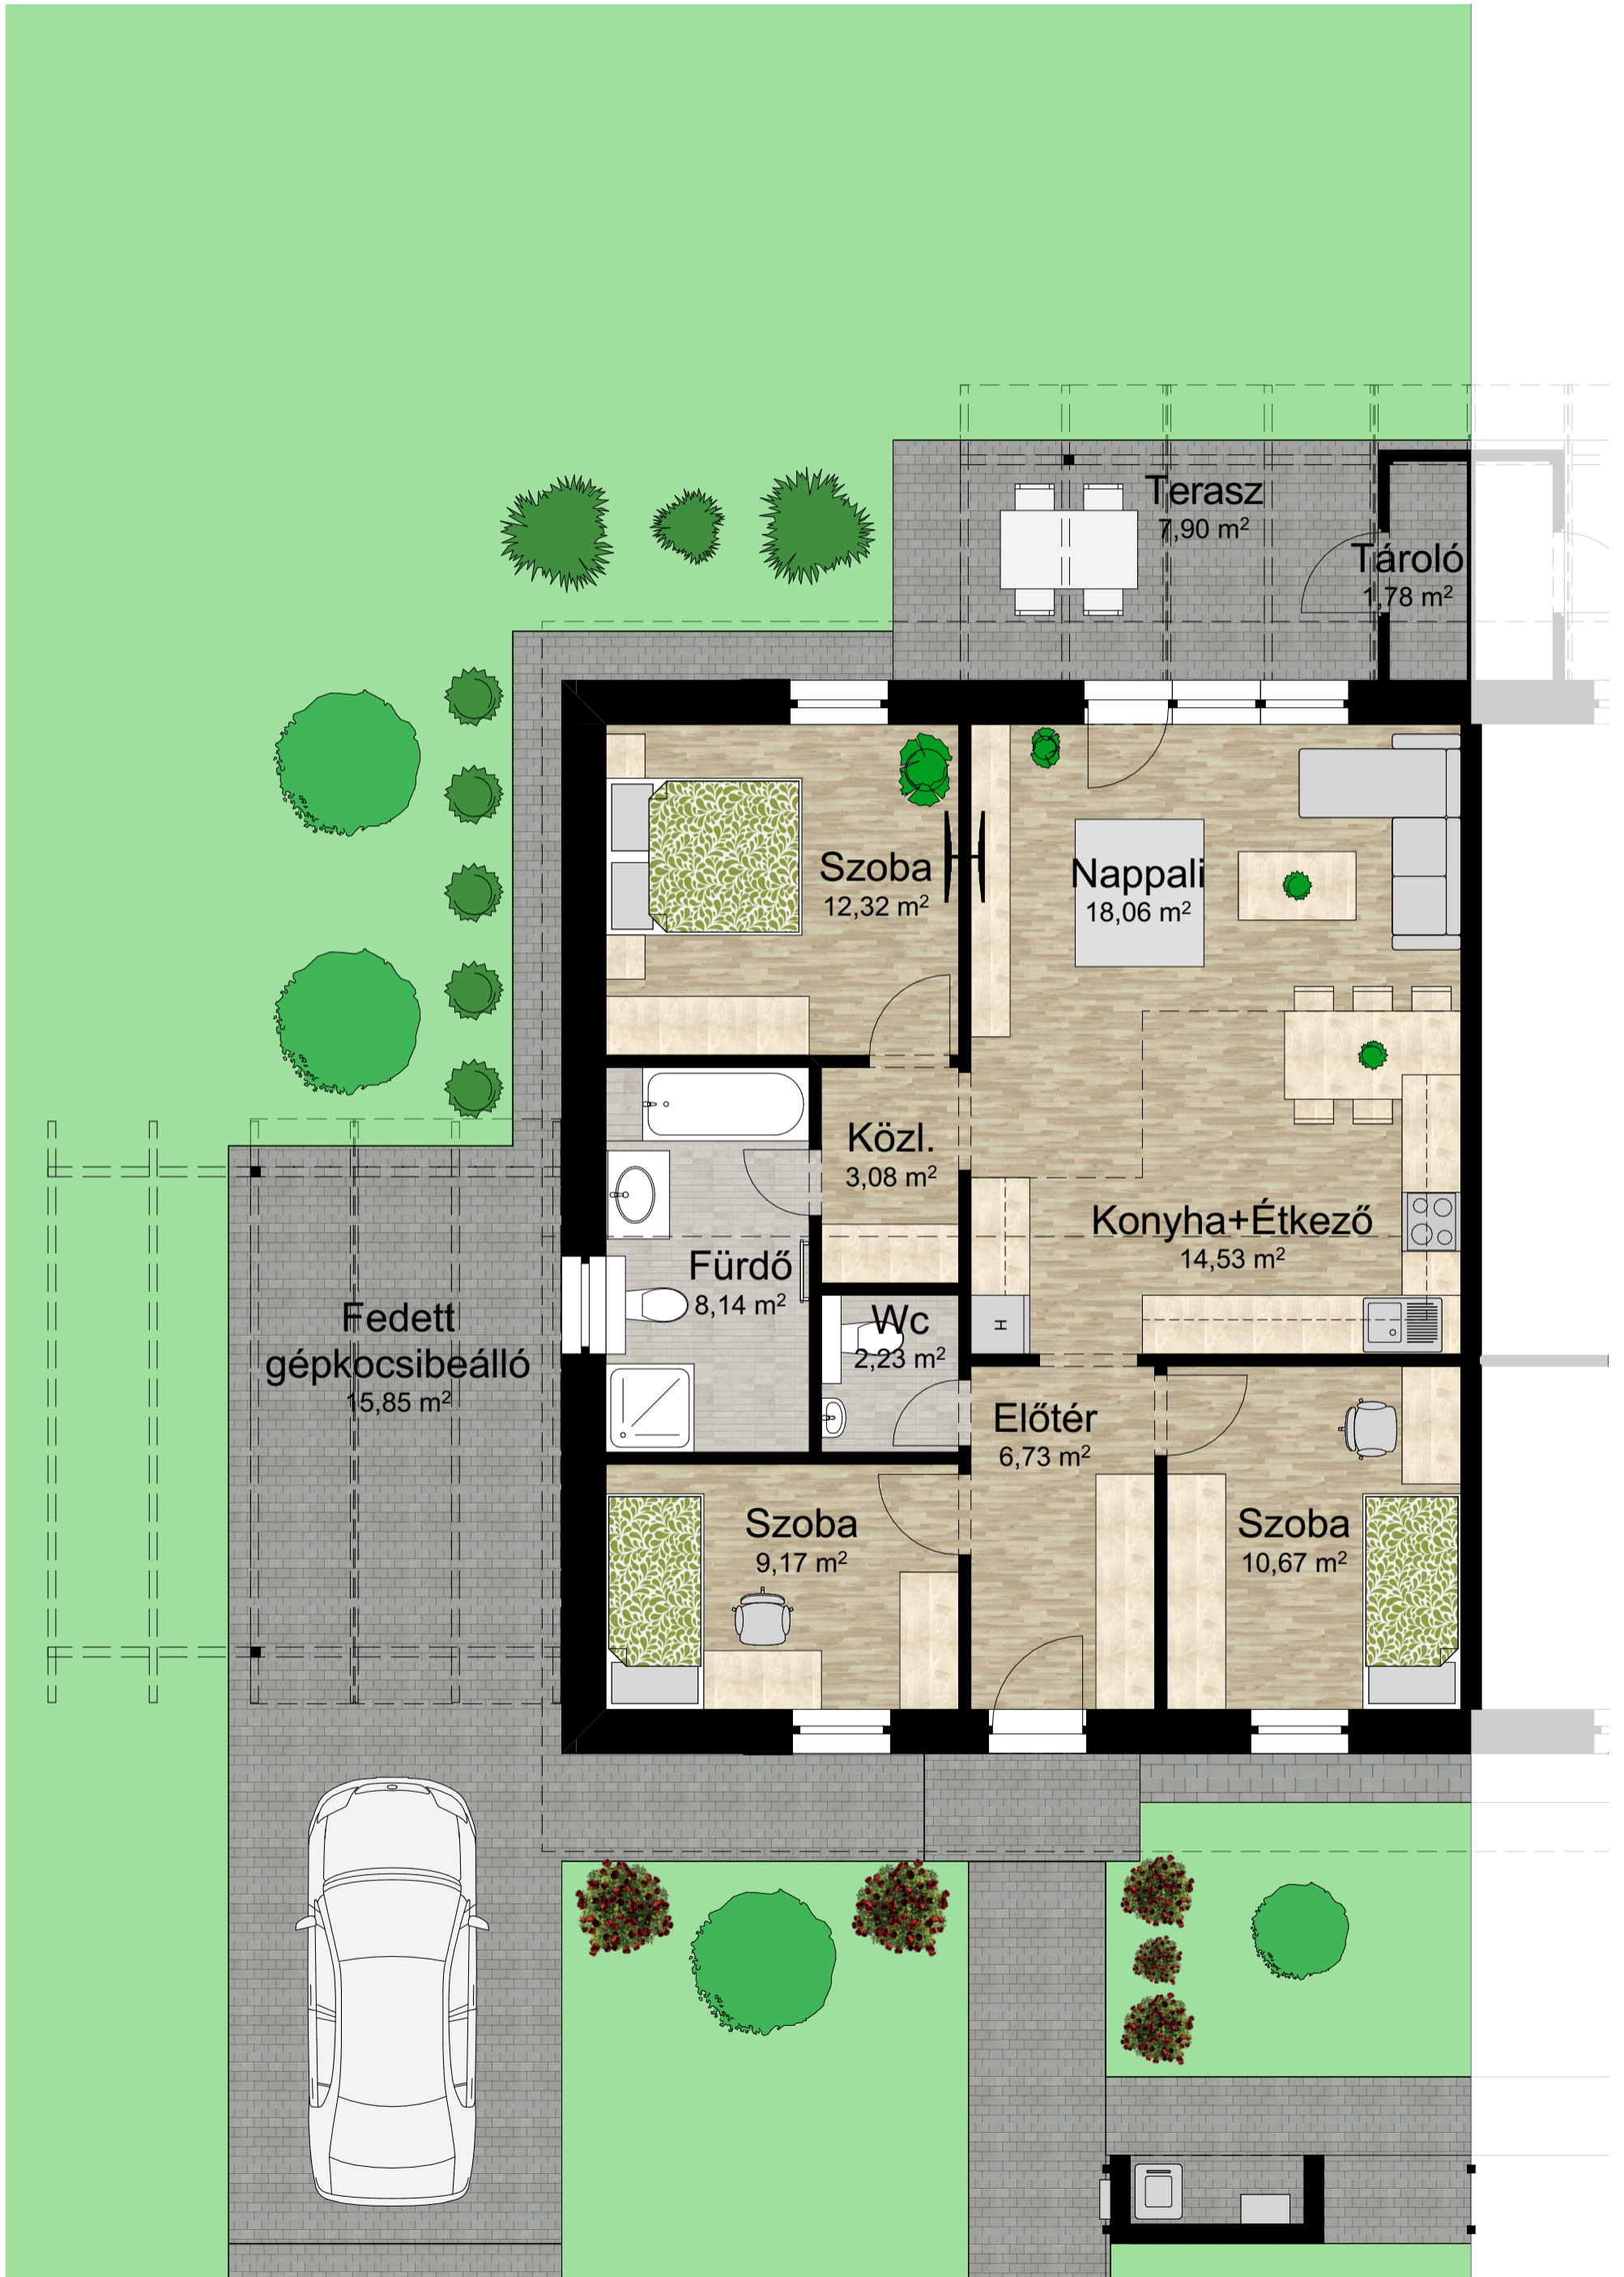 Terasz
7,90 m²
Tároló
1,78 m²
Szoba
12,32 m²
Nappali
18,06 m²
Közl.
3,08 m²
Konyha+Étkező
14,53 m²
Fürdő
8,14 m²
Wc
2,23 m²
H
Fedett
gépkocsibeálló
15,85 m²
Előtér
6,73 m²
Szoba
9,17 m²
Szoba
10,67 m²